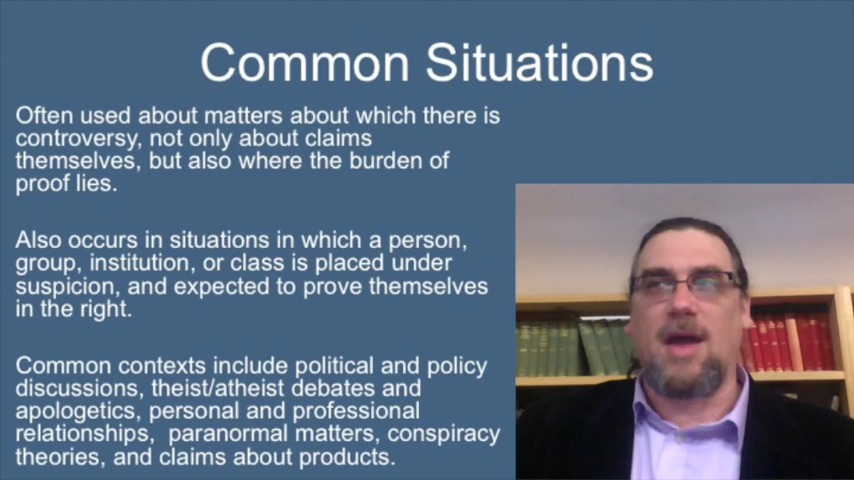 Common Situations
Often used about matters about which there is
controversy, not only about claims
themselves, but also where the burden of
proof lies.
Also occurs in situations in which a person,
group, institution, or class is placed under
suspicion, and expected to prove themselves
in the right.
Common contexts include political and policy
discussions, theist/atheist debates and
apologetics, personal and professional
relationships,  paranormal matters, conspiracy
theories, and claims about products.